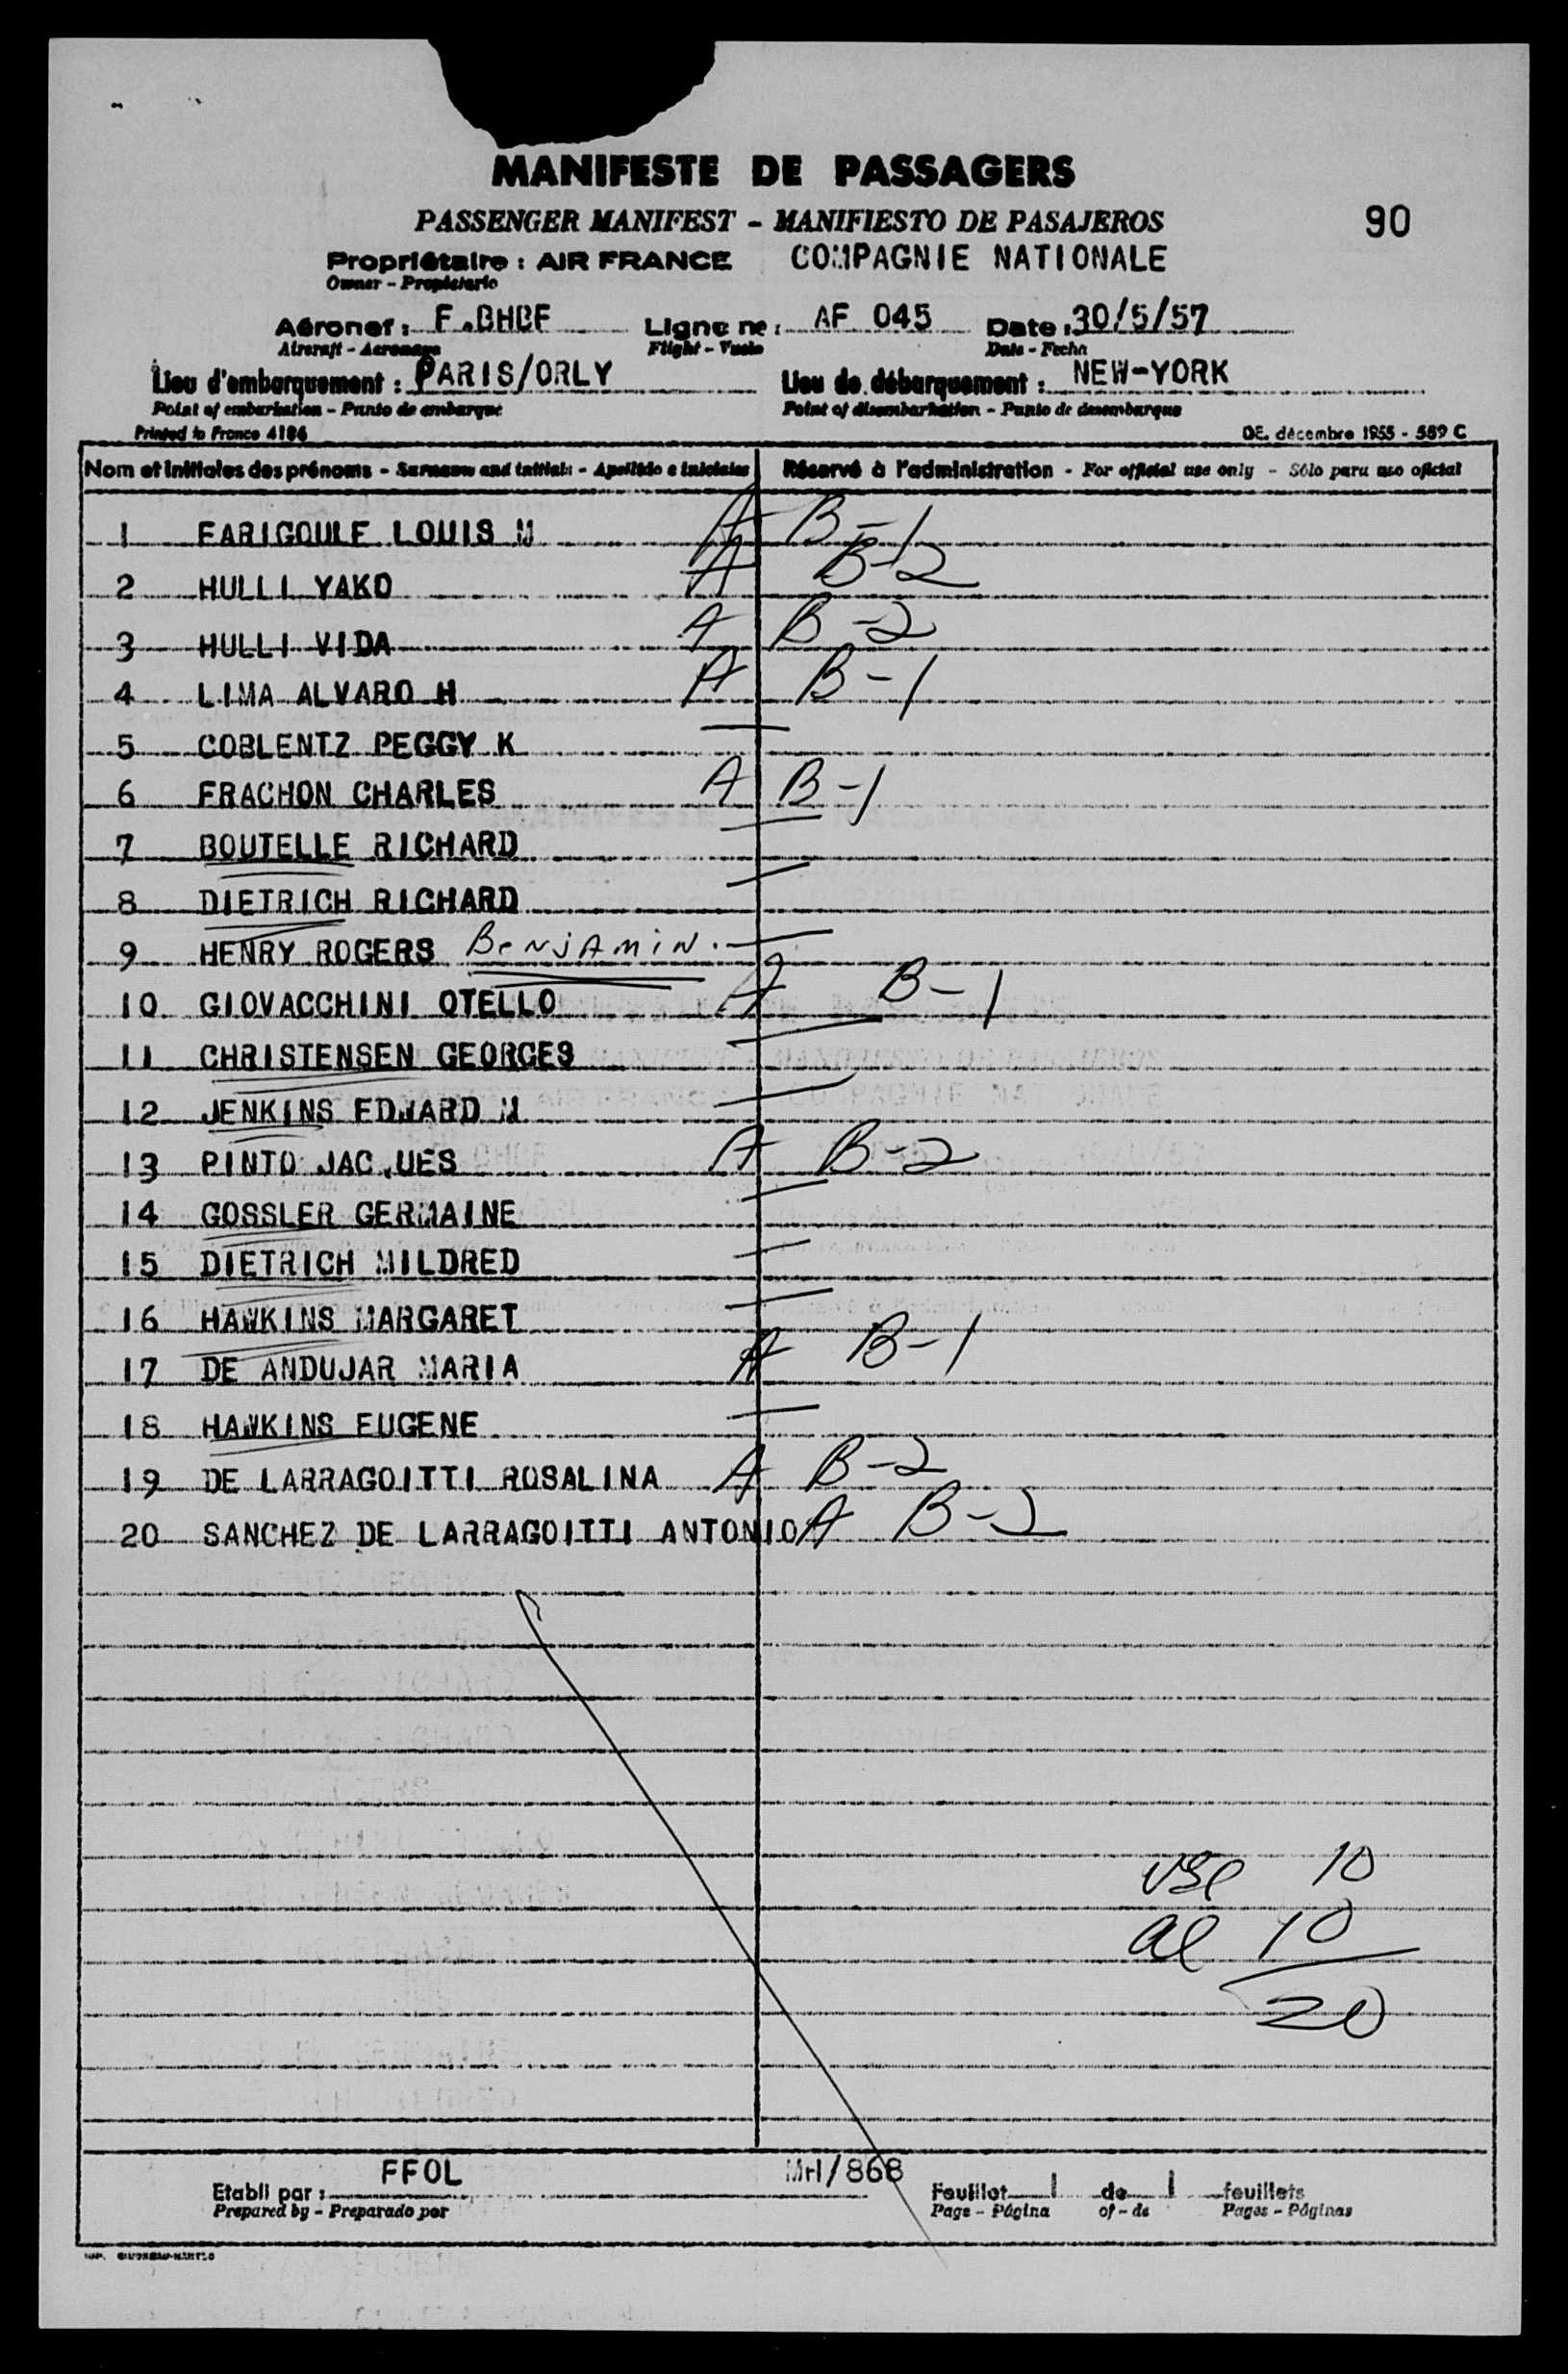 MANIFESTE DE PASSAGERS
PASSENGER MANIFEST - MANIFIESTO DE PASAJEROS 90
Propriétaire : AIR FRANCE COMPAGNIE NATIONALE
Owner - Propietario
Aéronef : F.BHBF Ligne no : AF 045 Date : 30/5/57
Aircraft - Aeronave Flight - Vuelo Date - Fecha
Lieu d'embarquement : PARIS/ORLY Lieu de débarquement : NEW-YORK
Point of embarkation - Punto de embarque Point of disembarkation - Punto de desembarque
Printed in France 4186 OE. décembre 1955 - 589 C
Nom et initiales des prénoms - Surname and initials - Apellido e iniciales Réservé à l'administration - For official use only - Sólo para uso oficial
1 FARIGOULE LOUIS M A B-1
2 HULLI YAKO A B-2
3 HULLI VIDA A B-2
4 LIMA ALVARO H A B-1
5 COBLENTZ PEGGY K —
6 FRACHON CHARLES A B-1
7 BOUTELLE RICHARD —
8 DIETRICH RICHARD —
9 HENRY ROGERS BENJAMIN. —
10 GIOVACCHINI OTELLO A B-1
11 CHRISTENSEN GEORGES —
12 JENKINS EDWARD M —
13 PINTO JAC.UES A B-2
14 GOSSLER GERMAINE —
15 DIETRICH MILDRED —
16 HAWKINS MARGARET —
17 DE ANDUJAR MARIA A B-1
18 HAWKINS EUGENE —
19 DE LARRAGOITTI ROSALINA A B-2
20 SANCHEZ DE LARRAGOITTI ANTONIO A B-2
USC 10
al 10
20
Etabli par : FFOL MH/868 Feuillet 1 de 1 feuillets
Prepared by - Preparado por Page - Página of - de Pages - Páginas